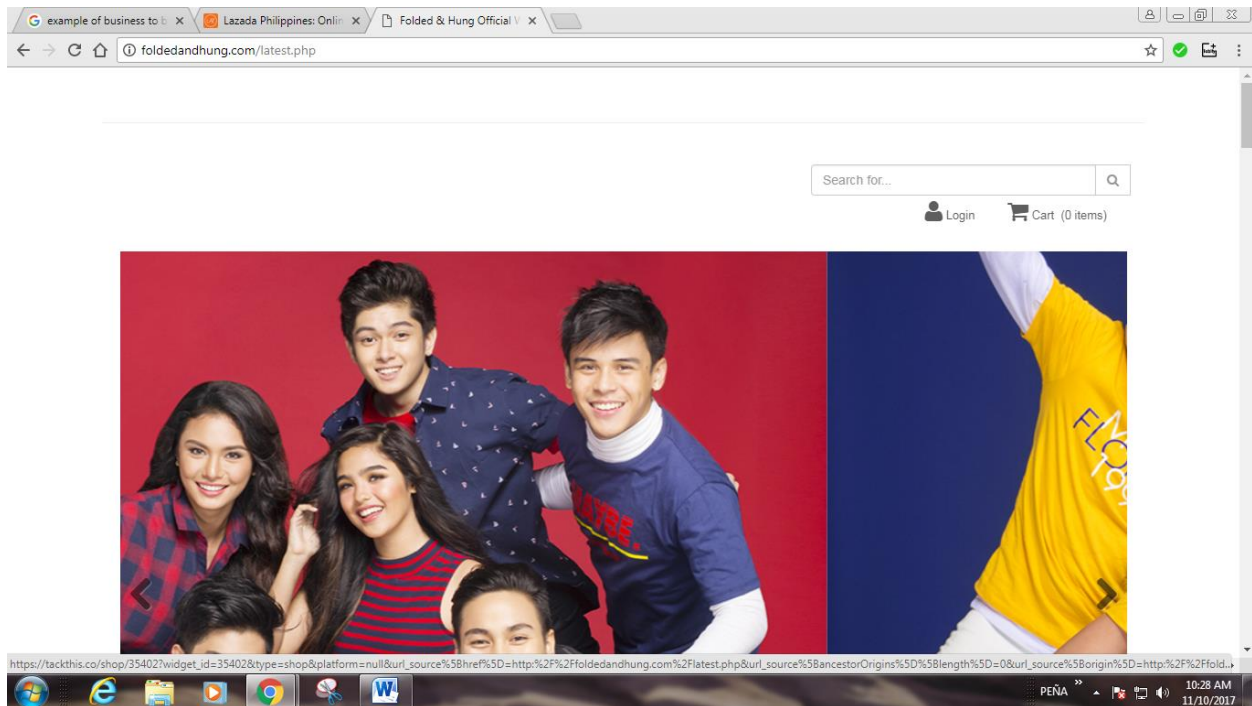 example of business to b
Lazada Philippines: Onlin
Folded & Hung Official V
foldedandhung.com/latest.php
Search for...
Login
Cart (0 items)
MAYBE.
https://tackthis.co/shop/35402?widget_id=35402&type=shop&platform=null&url_source%5Bhref%5D=http:%2F%2Ffoldedandhung.com%2Flatest.php&url_source%5BancestorOrigins%5D%5Blength%5D=0&url_source%5Borigin%5D=http:%2F%2Ffold...
PEÑA
10:28 AM
11/10/2017